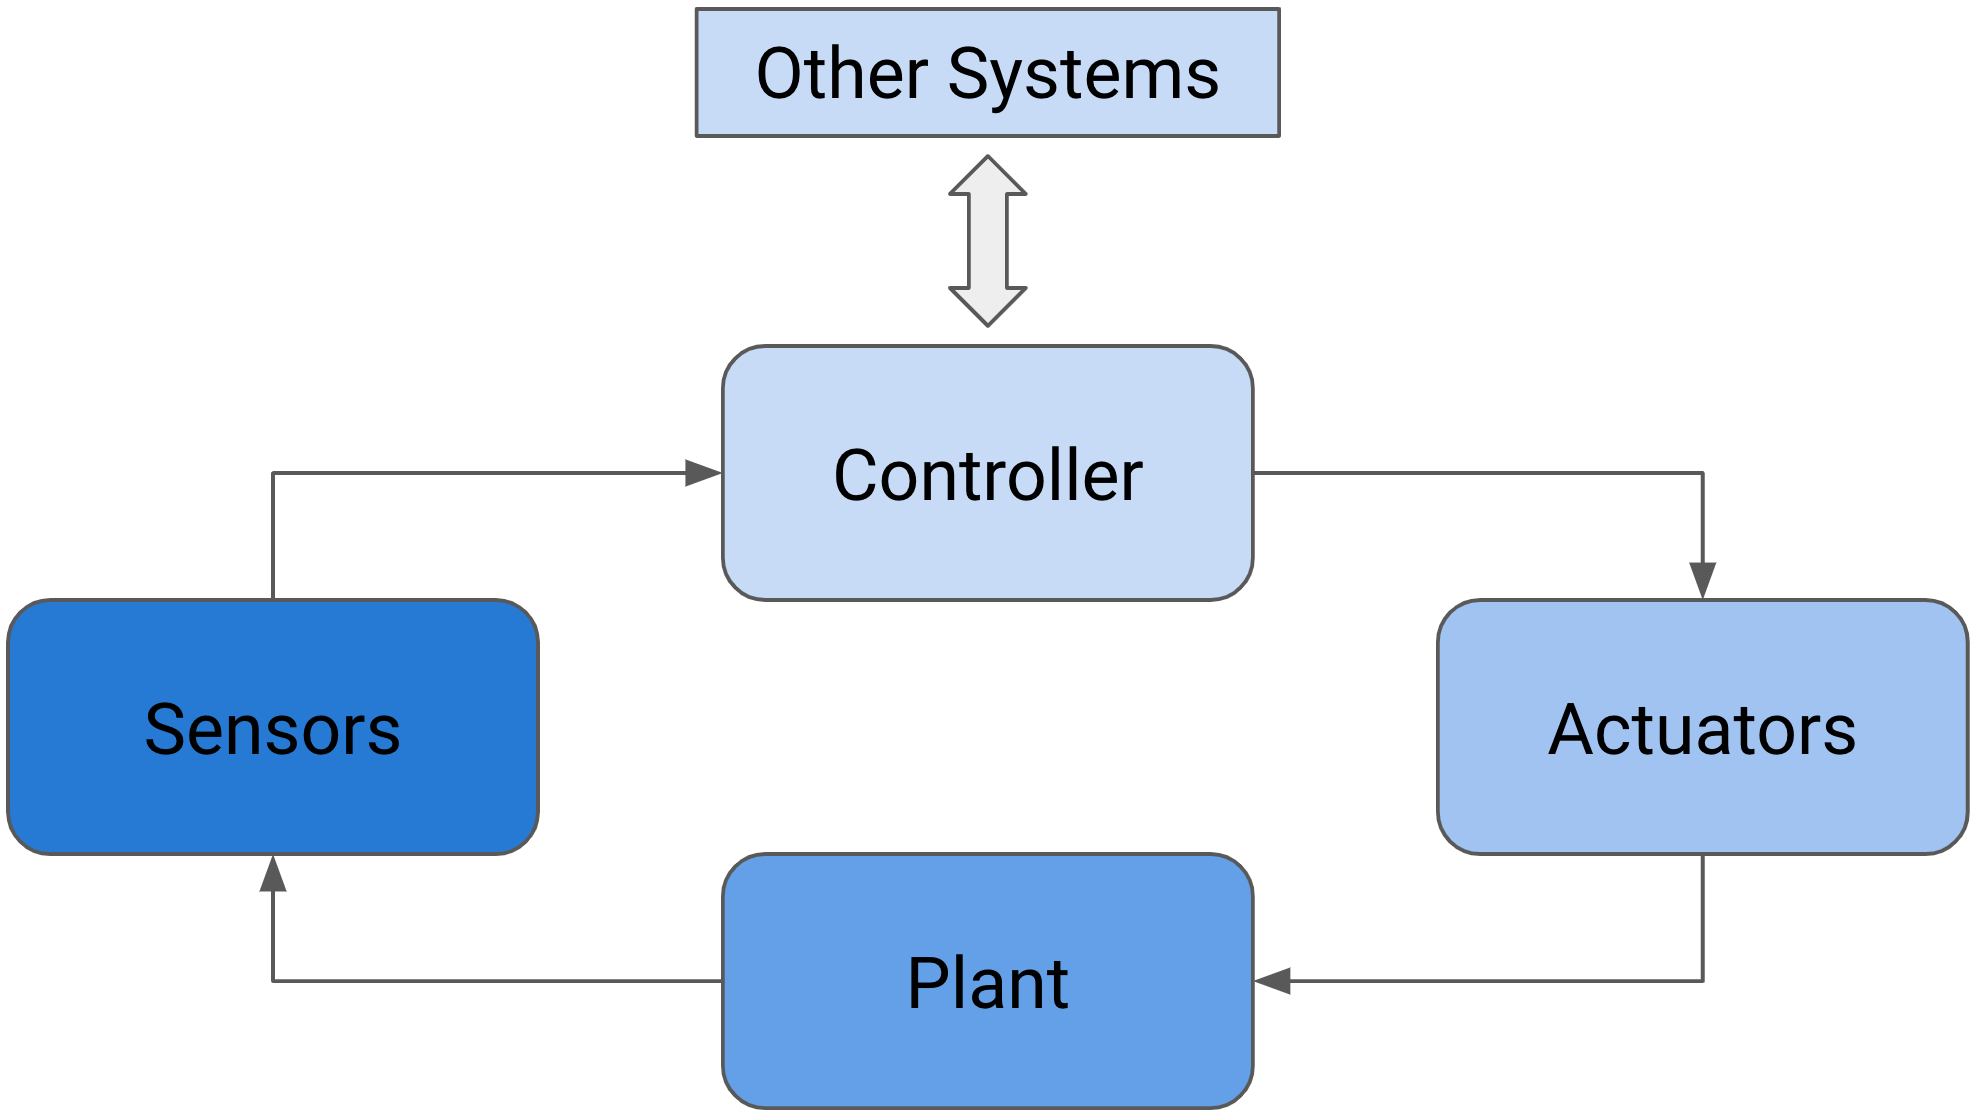 Other Systems
Controller
Sensors
Actuators
Plant